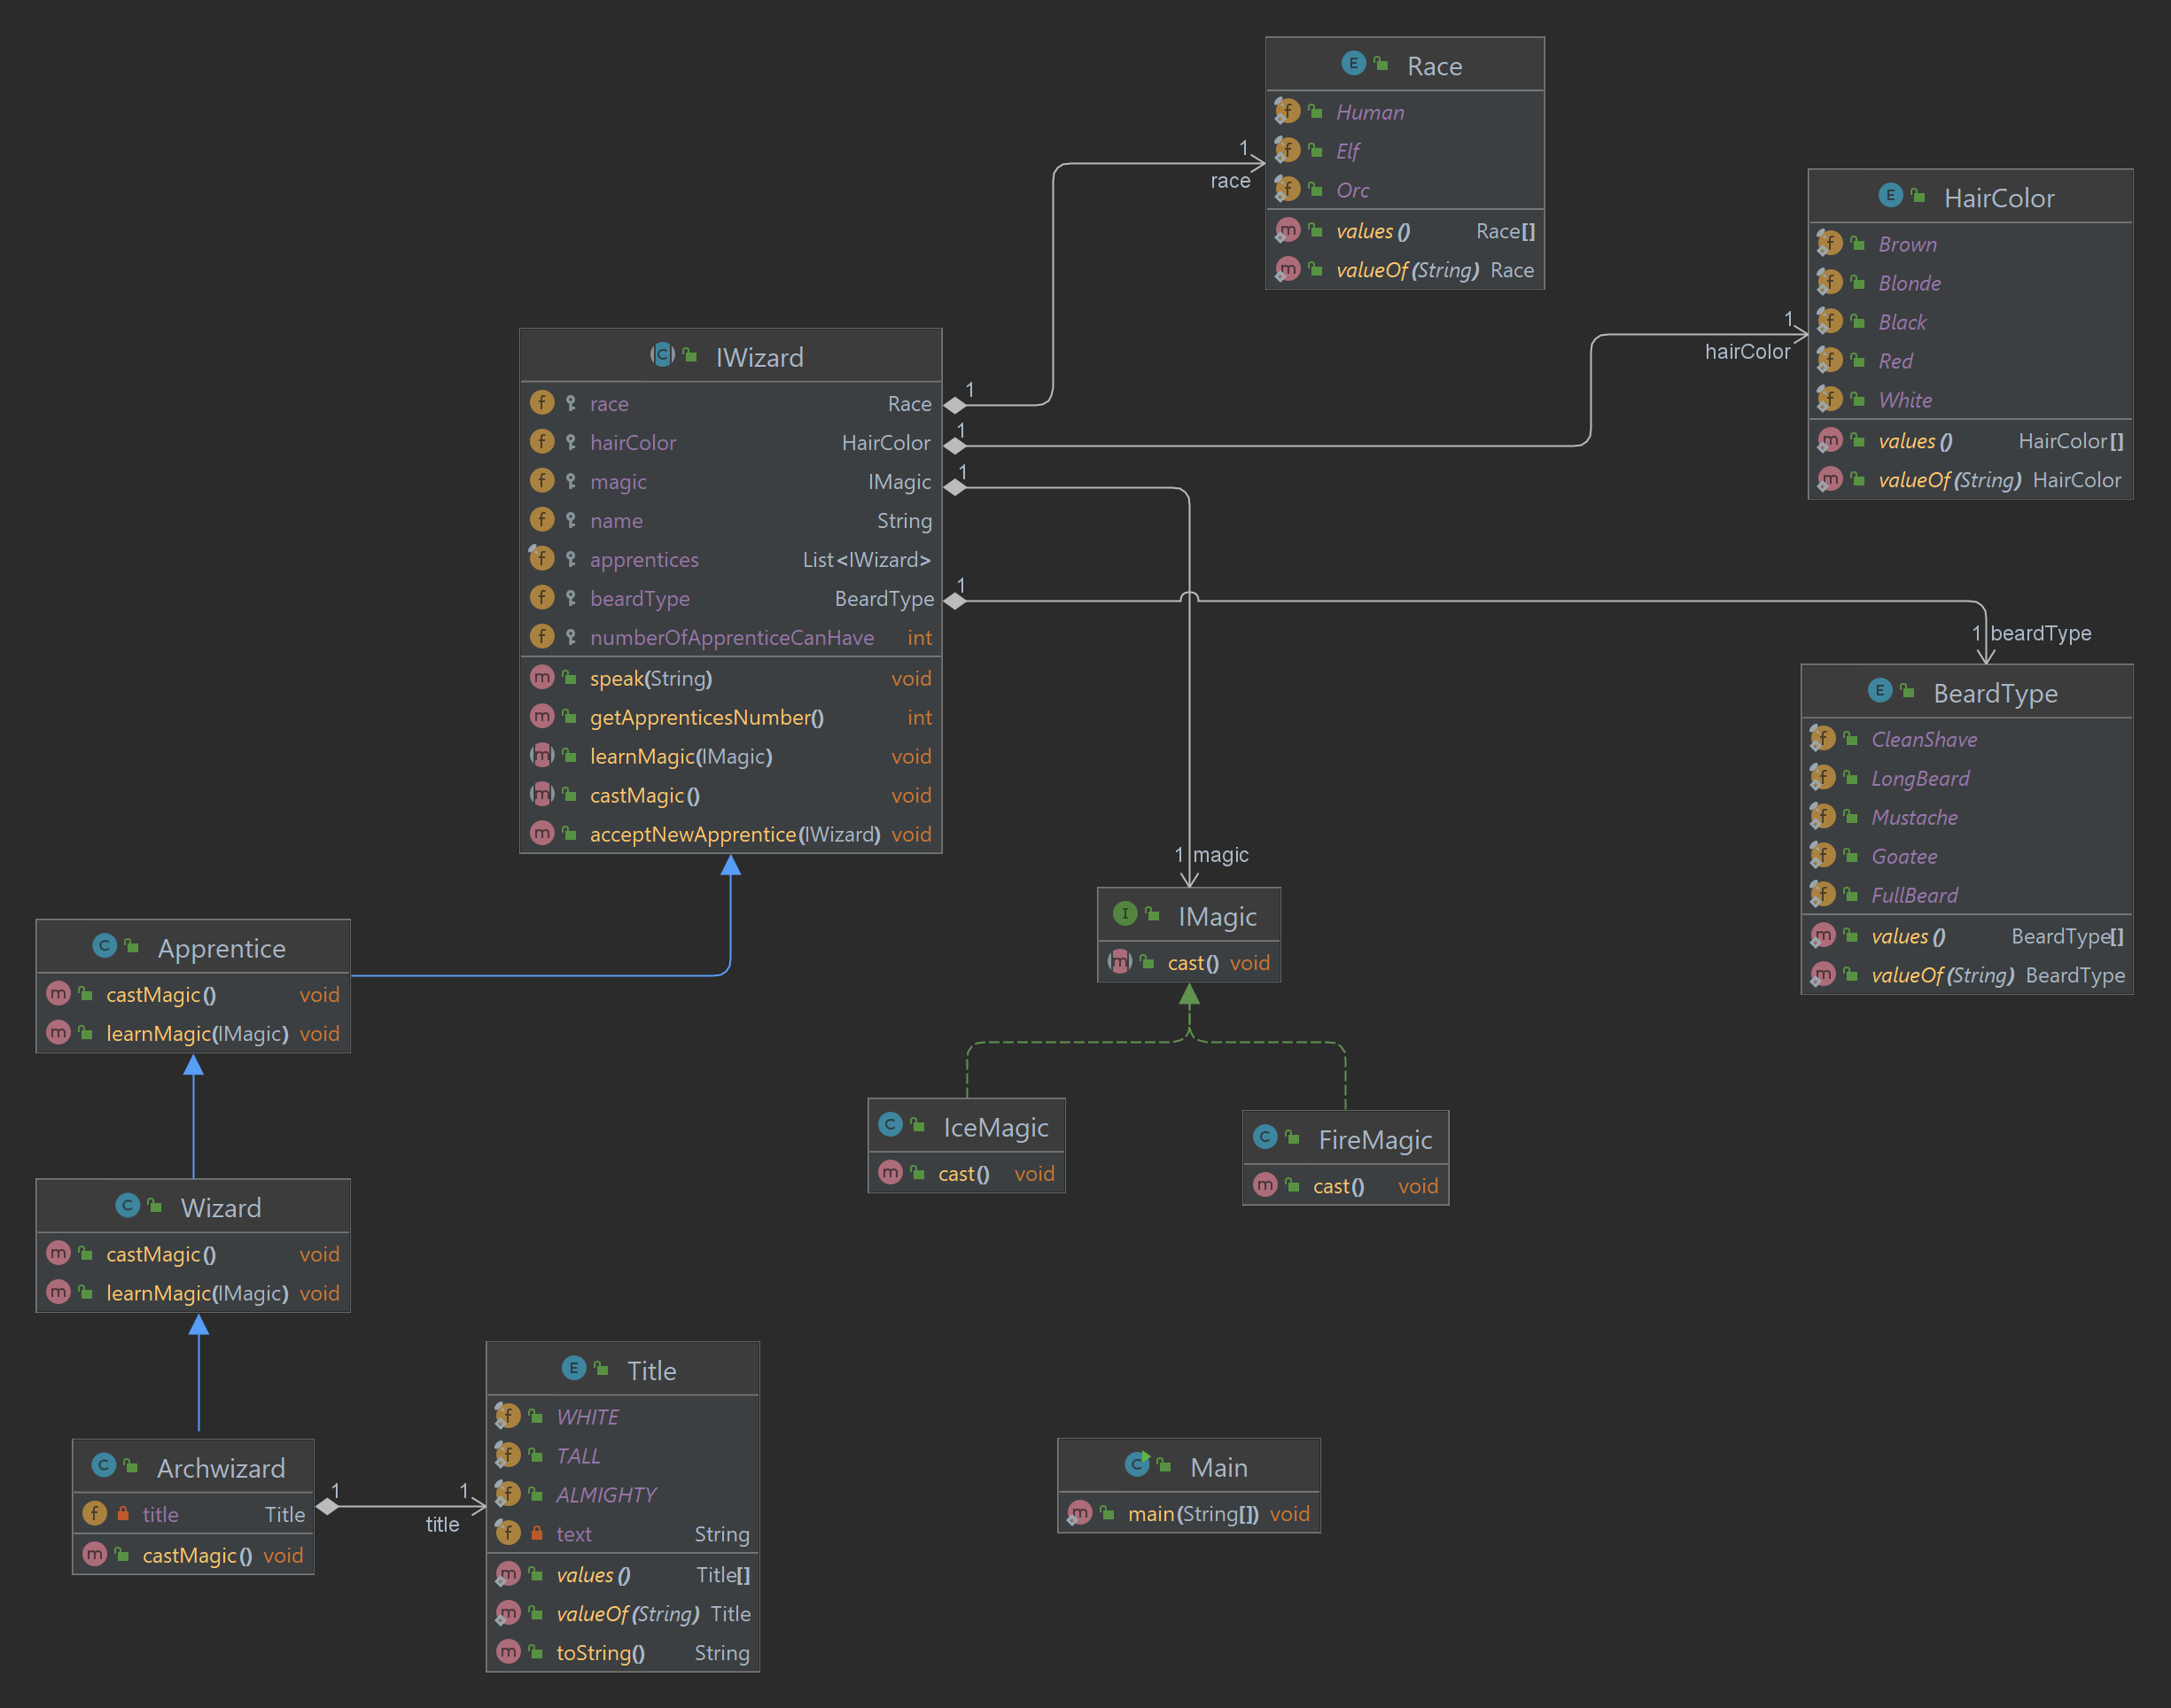 Race
Human
Elf
Orc
values() Race[]
valueOf(String) Race
1
race
HairColor
Brown
Blonde
Black
Red
White
values() HairColor[]
valueOf(String) HairColor
1
hairColor
IWizard
race Race
hairColor HairColor
magic IMagic
name String
apprentices List<IWizard>
beardType BeardType
numberOfApprenticeCanHave int
speak(String) void
getApprenticesNumber() int
learnMagic(IMagic) void
castMagic() void
acceptNewApprentice(IWizard) void
1
1
1
1
1 beardType
BeardType
CleanShave
LongBeard
Mustache
Goatee
FullBeard
values() BeardType[]
valueOf(String) BeardType
1 magic
IMagic
cast() void
Apprentice
castMagic() void
learnMagic(IMagic) void
IceMagic
cast() void
FireMagic
cast() void
Wizard
castMagic() void
learnMagic(IMagic) void
Archwizard
title Title
castMagic() void
1
1
title
Title
WHITE
TALL
ALMIGHTY
text String
values() Title[]
valueOf(String) Title
toString() String
Main
main(String[]) void